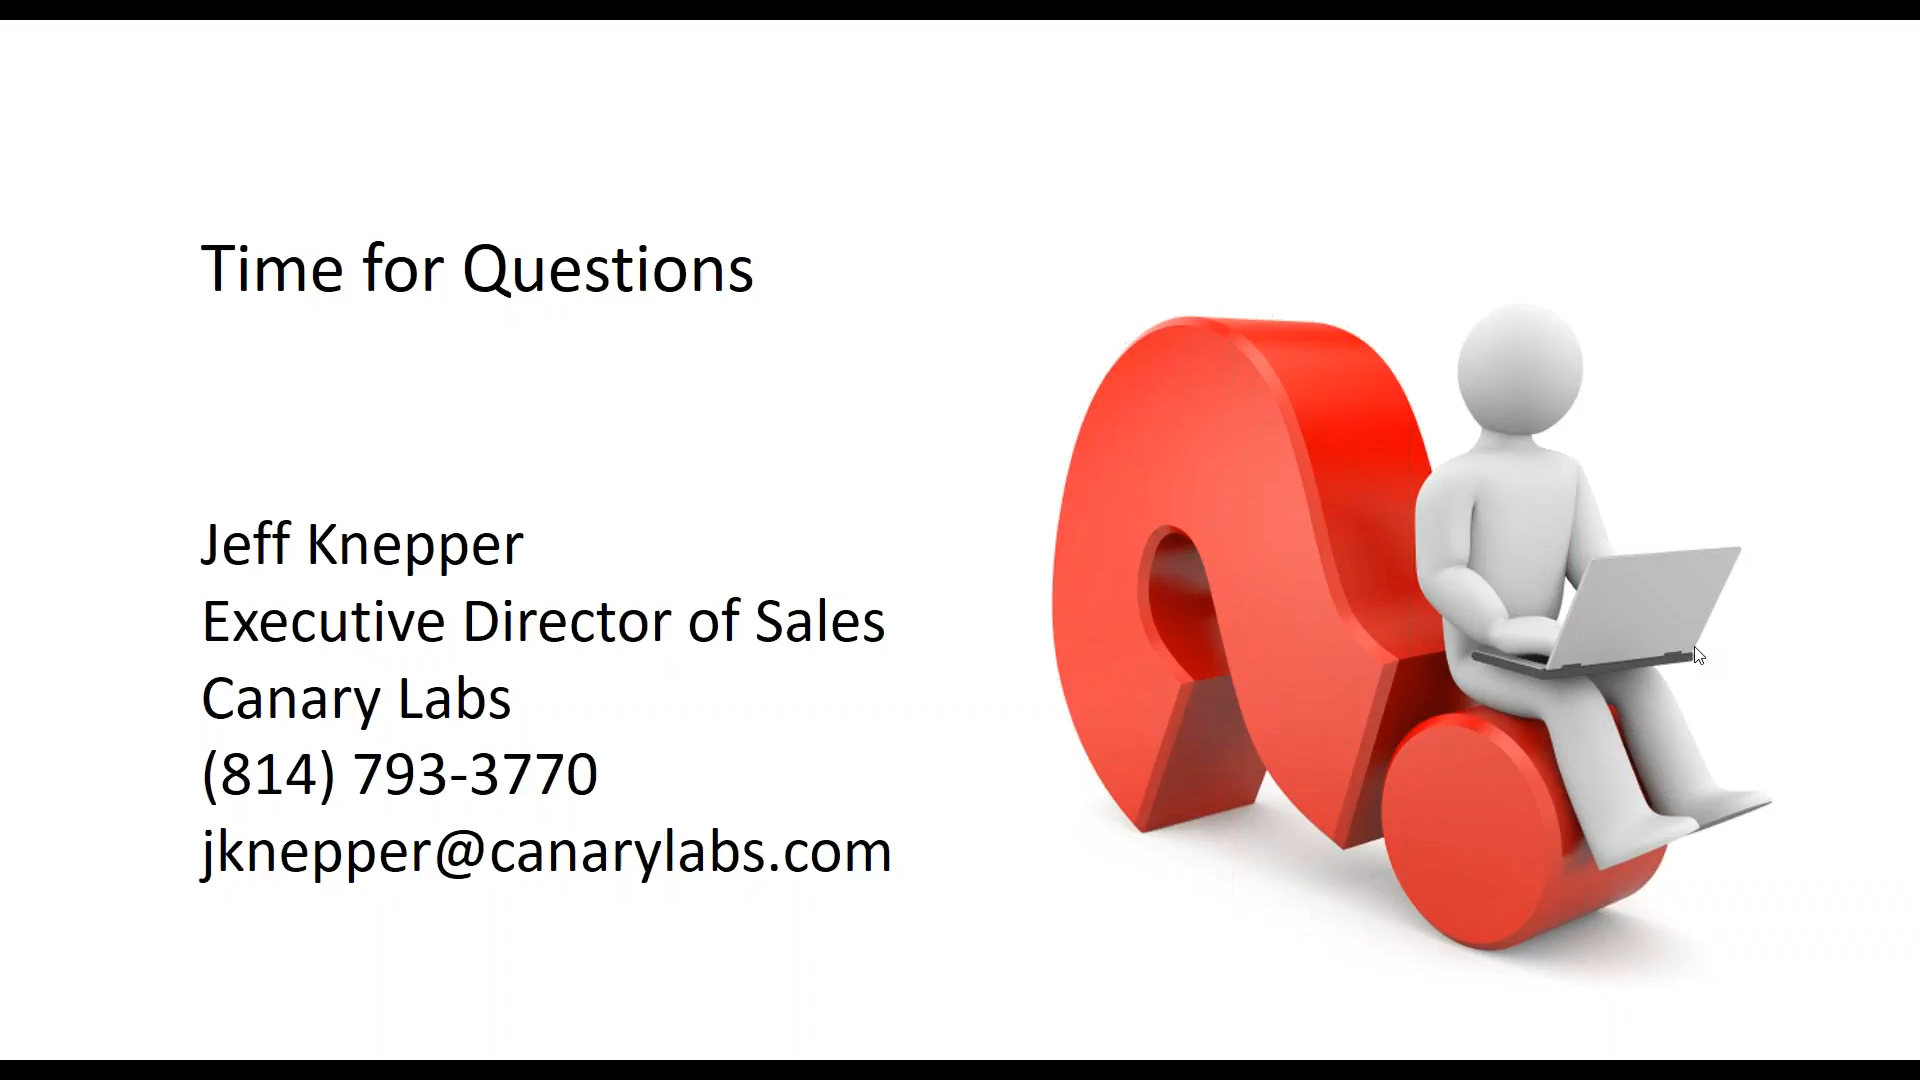 Time for Questions
Jeff Knepper
Executive Director of Sales
Canary Labs
(814) 793-3770
jknepper@canarylabs.com